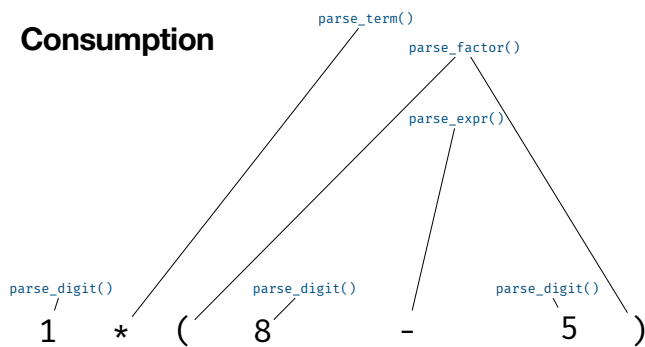 Consumption
parse_term()
parse_factor()
parse_expr()
parse_digit() parse_digit() parse_digit()
1 * ( 8 - 5 )